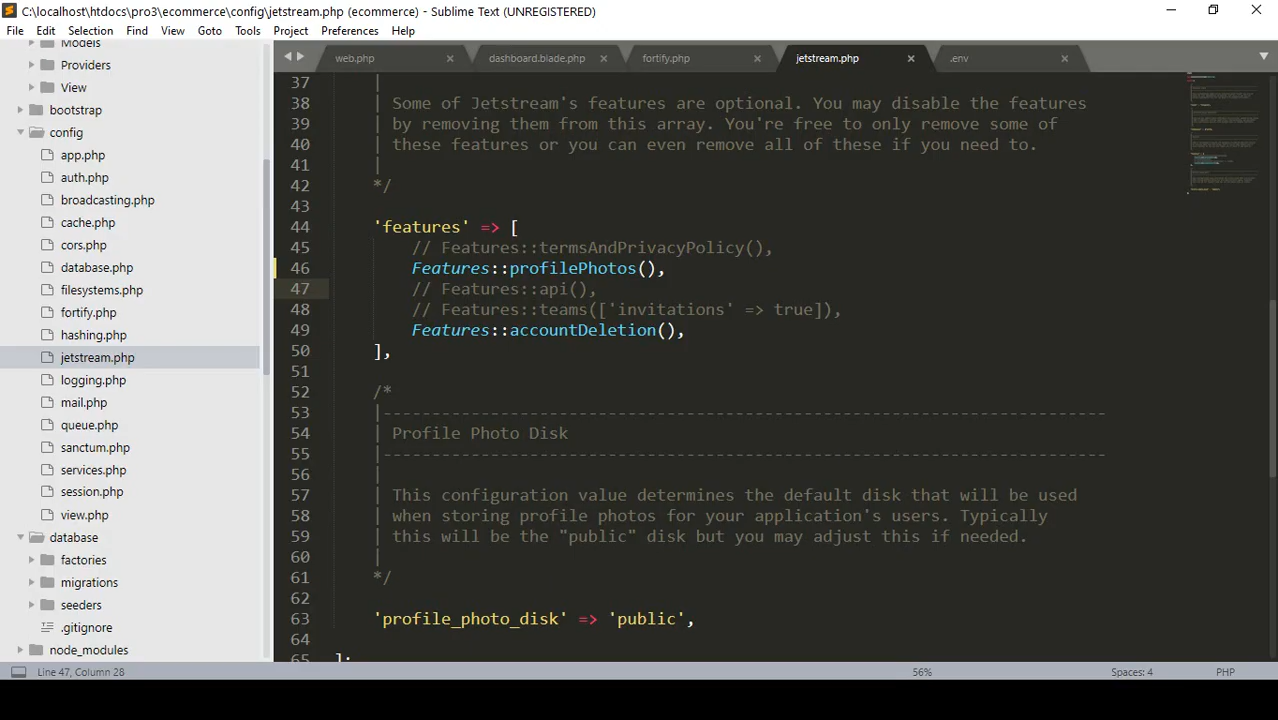 C:\localhost\htdocs\pro3\ecommerce\config\jetstream.php (ecommerce) - Sublime Text (UNREGISTERED)
File Edit Selection Find View Goto Tools Project Preferences Help
Models
Providers
View
bootstrap
config
app.php
auth.php
broadcasting.php
cache.php
cors.php
database.php
filesystems.php
fortify.php
hashing.php
jetstream.php
logging.php
mail.php
queue.php
sanctum.php
services.php
session.php
view.php
database
factories
migrations
seeders
.gitignore
node_modules
web.php dashboard.blade.php fortify.php jetstream.php .env
37 |
38 | Some of Jetstream's features are optional. You may disable the features
39 | by removing them from this array. You're free to only remove some of
40 | these features or you can even remove all of these if you need to.
41 |
42 */
43
44 'features' => [
45 // Features::termsAndPrivacyPolicy(),
46 Features::profilePhotos(),
47 // Features::api(),
48 // Features::teams(['invitations' => true]),
49 Features::accountDeletion(),
50 ],
51
52 /*
53 |--------------------------------------------------------------------------
54 | Profile Photo Disk
55 |--------------------------------------------------------------------------
56 |
57 | This configuration value determines the default disk that will be used
58 | when storing profile photos for your application's users. Typically
59 | this will be the "public" disk but you may adjust this if needed.
60 |
61 */
62
63 'profile_photo_disk' => 'public',
64
65 ];
Line 47, Column 28 56% Spaces: 4 PHP